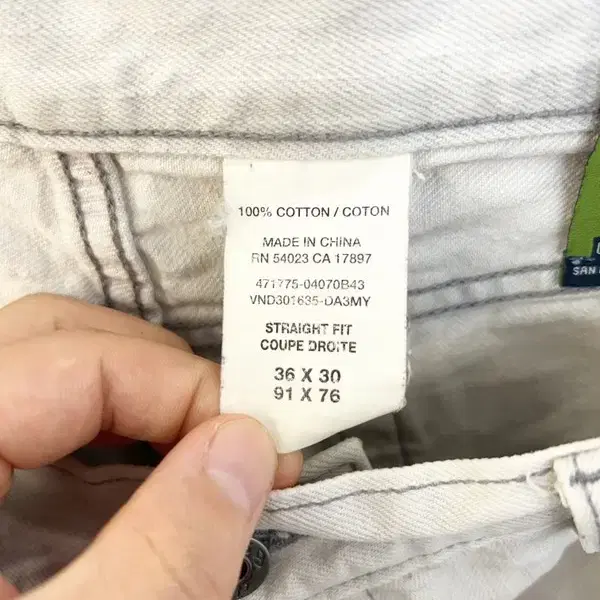 100% COTTON / COTON
MADE IN CHINA
RN 54023 CA 17897
471775-04070B43
VND301635-DA3MY
STRAIGHT FIT
COUPE DROITE
36 X 30
91 X 76
SAN